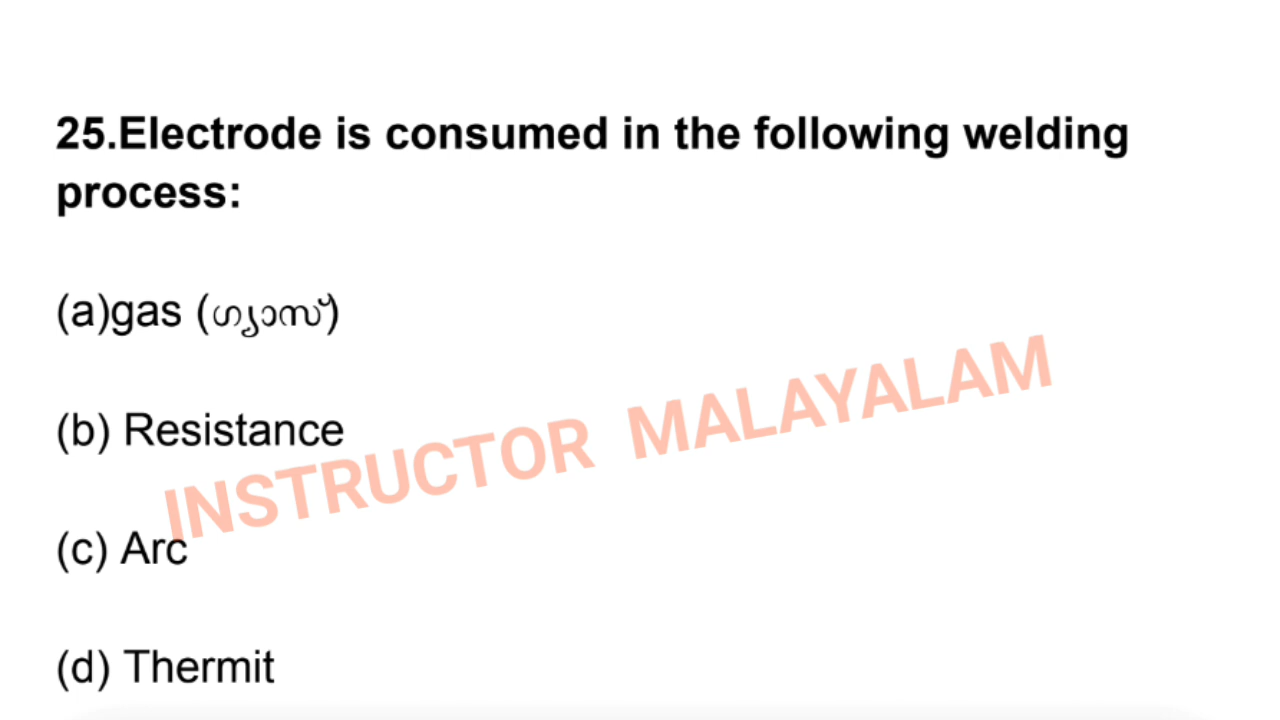 25.Electrode is consumed in the following welding
process:
(a)gas (ഗ്യാസ്)
(b) Resistance
INSTRUCTOR MALAYALAM
(c) Arc
(d) Thermit